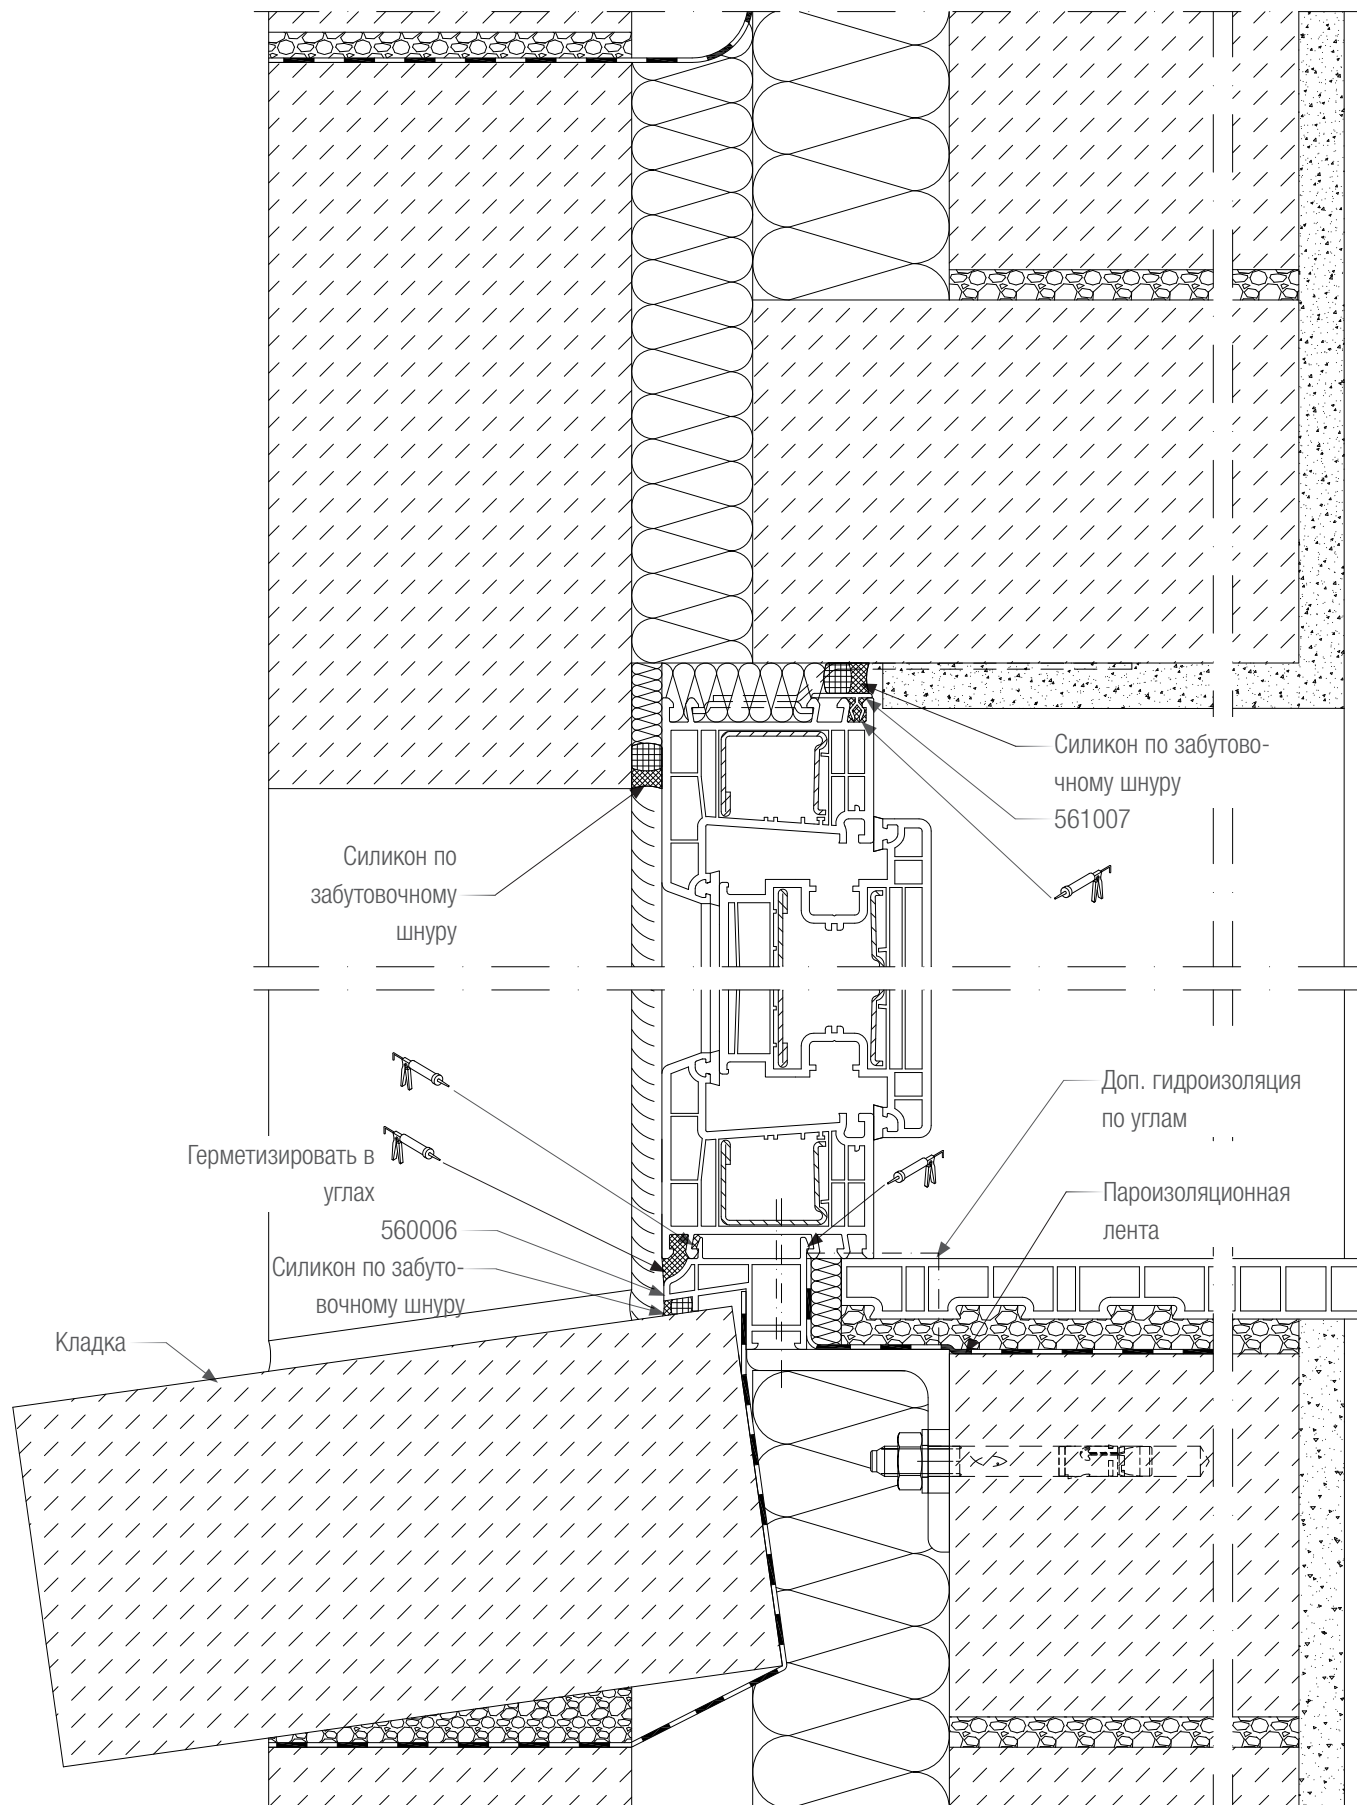 Силикон по забутово-
чному шнуру
561007
Силикон по
забутовочному
шнуру
Доп. гидроизоляция
по углам
Герметизировать в
углах
560006
Силикон по забуто-
вочному шнуру
Пароизоляционная
лента
Кладка